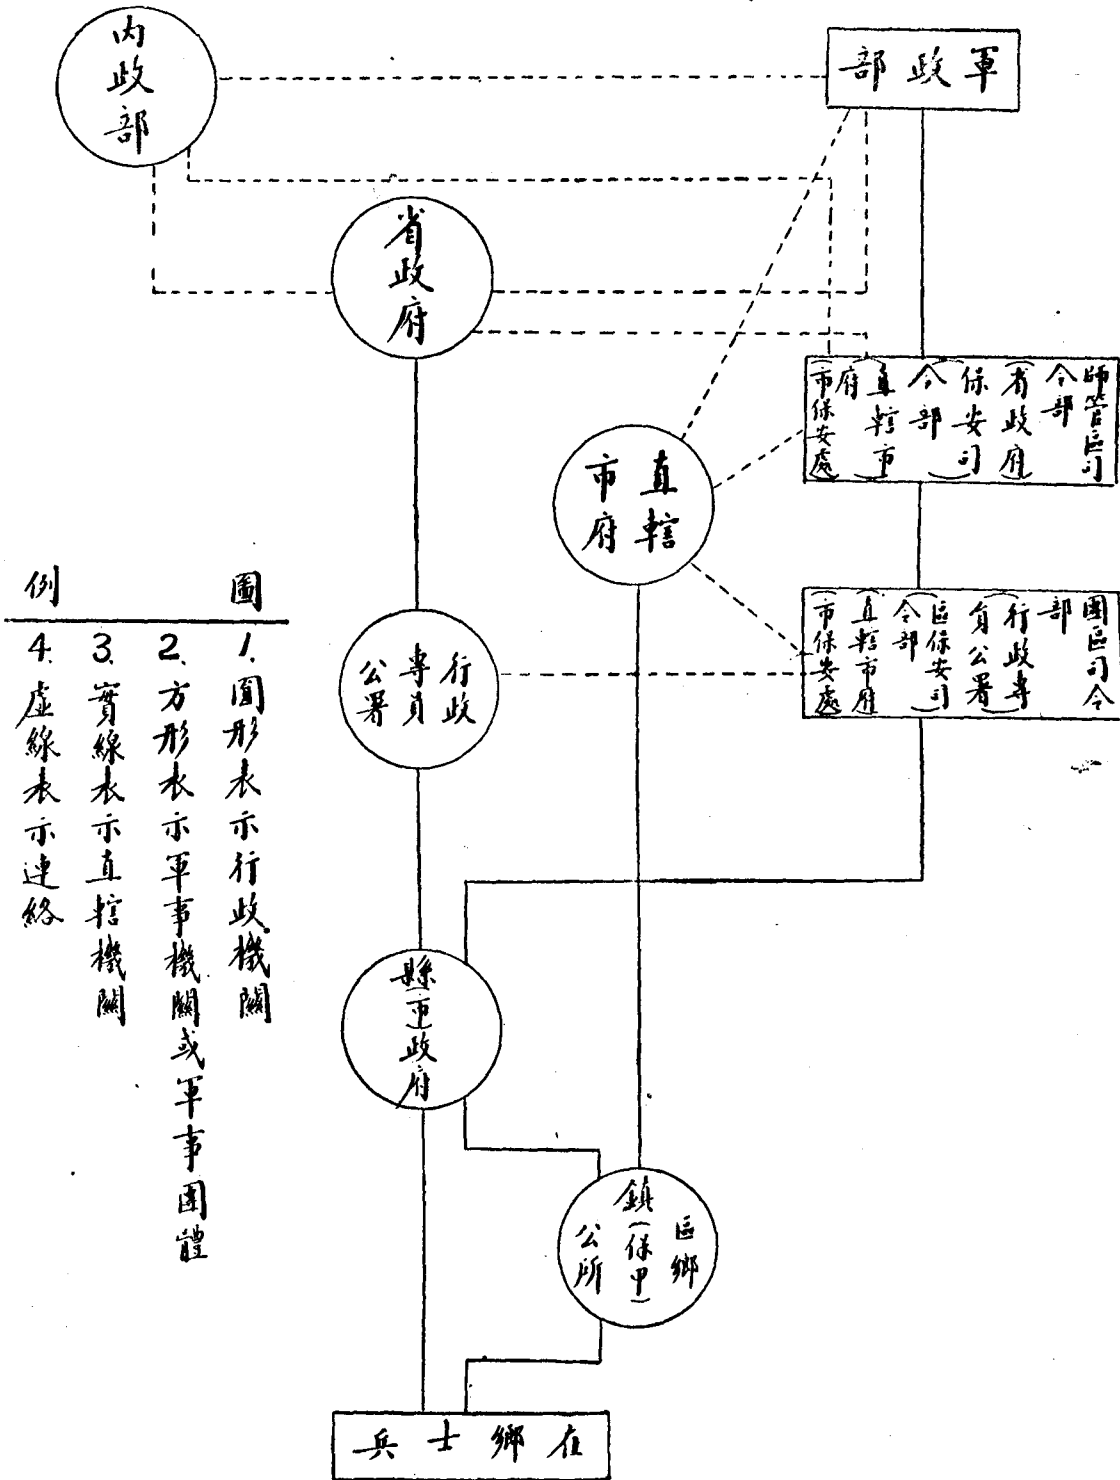 軍政部
內政部
省政府
師管區司
令部
(省政府)
(保安司
令部)
(直轄市
府)
(市保安處)
直轄
市府
團區司令
部
(行政專
員公署)
(區保安司
令部)
(直轄市府)
(市保安處)
行政
專員
公署
縣(市)政府
區鄉
鎮(保甲)
公所
在鄉士兵
圖例
1.圓形表示行政機關
2.方形表示軍事機關或軍事團體
3.實線表示直轄機關
4.虛線表示連絡